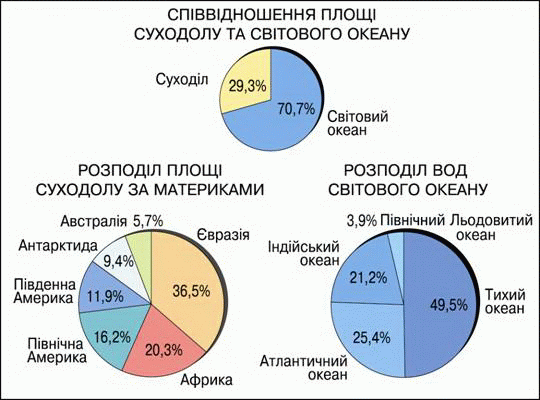 СПІВВІДНОШЕННЯ ПЛОЩІ
СУХОДОЛУ ТА СВІТОВОГО ОКЕАНУ
Суходіл
29,3%
70,7%
Світовий
океан
РОЗПОДІЛ ПЛОЩІ
СУХОДОЛУ ЗА МАТЕРИКАМИ
Австралія 5,7%
Євразія
Антарктида
9,4%
36,5%
Південна
Америка
11,9%
Північна
Америка
16,2%
20,3%
Африка
РОЗПОДІЛ ВОД
СВІТОВОГО ОКЕАНУ
3,9% Північний Льодовитий
океан
Індійський
океан
21,2%
49,5%
Тихий
океан
25,4%
Атлантичний
океан